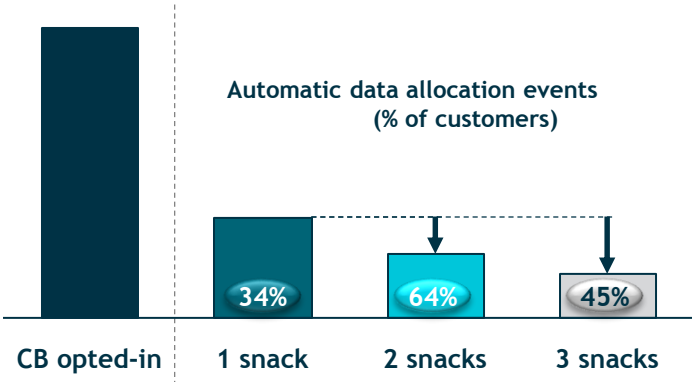 Automatic data allocation events
(% of customers)
34%
64%
45%
CB opted-in
1 snack
2 snacks
3 snacks